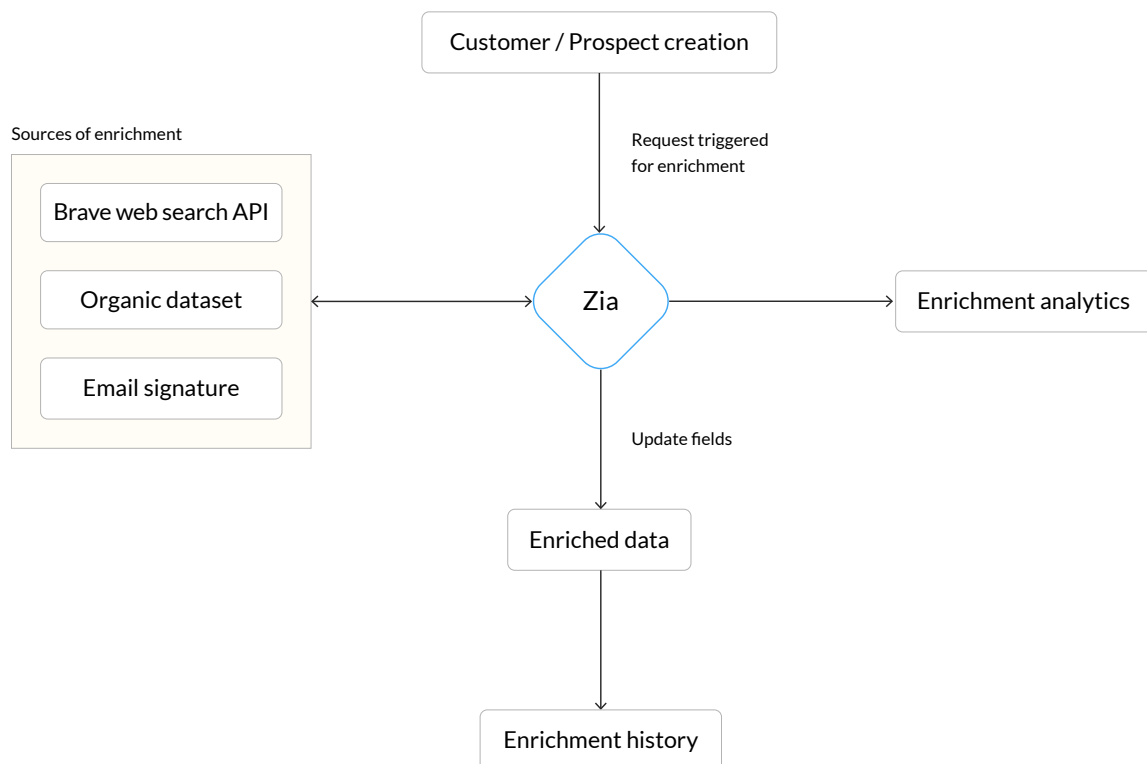 Customer / Prospect creation
Request triggered
for enrichment
Sources of enrichment
Brave web search API
Organic dataset
Email signature
Zia
Enrichment analytics
Update fields
Enriched data
Enrichment history